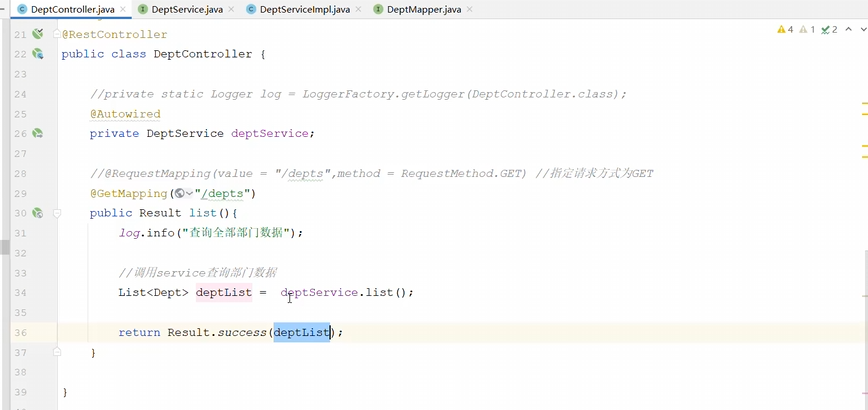 DeptController.java
DeptService.java
DeptServiceImpl.java
DeptMapper.java
4 1 2
21 @RestController
22 public class DeptController {
23
24 //private static Logger log = LoggerFactory.getLogger(DeptController.class);
25 @Autowired
26 private DeptService deptService;
27
28 //@RequestMapping(value = "/depts",method = RequestMethod.GET) //指定请求方式为GET
29 @GetMapping("/depts")
30 public Result list(){
31 log.info("查询全部部门数据");
32
33 //调用service查询部门数据
34 List<Dept> deptList = deptService.list();
35
36 return Result.success(deptList);
37 }
38
39 }